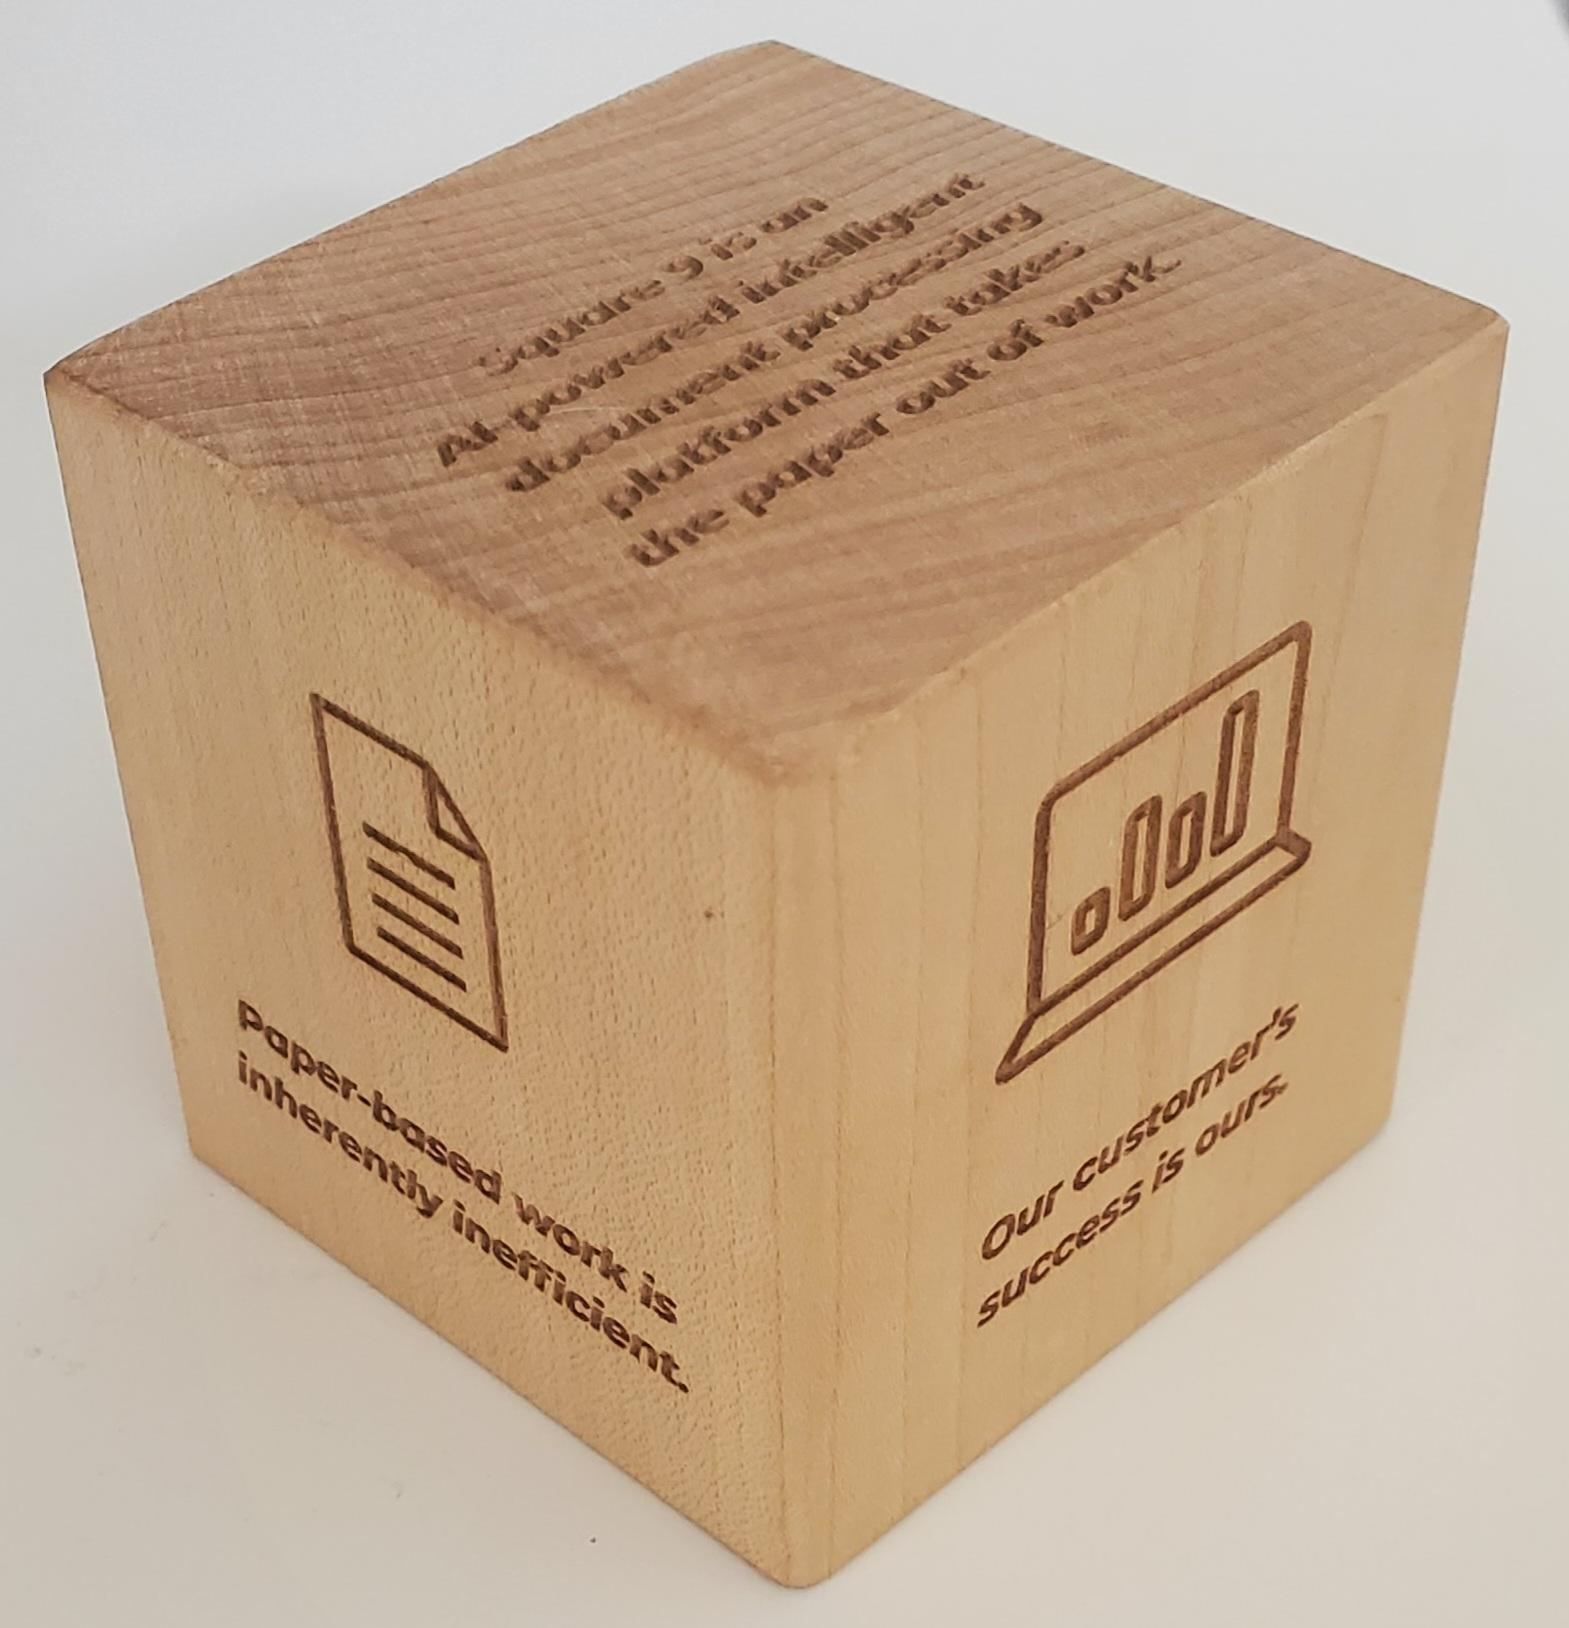 Square 9 is an
AI-powered intelligent
document processing
platform that takes
the paper out of work.
Paper-based work is
inherently inefficient.
Our customer's
success is ours.